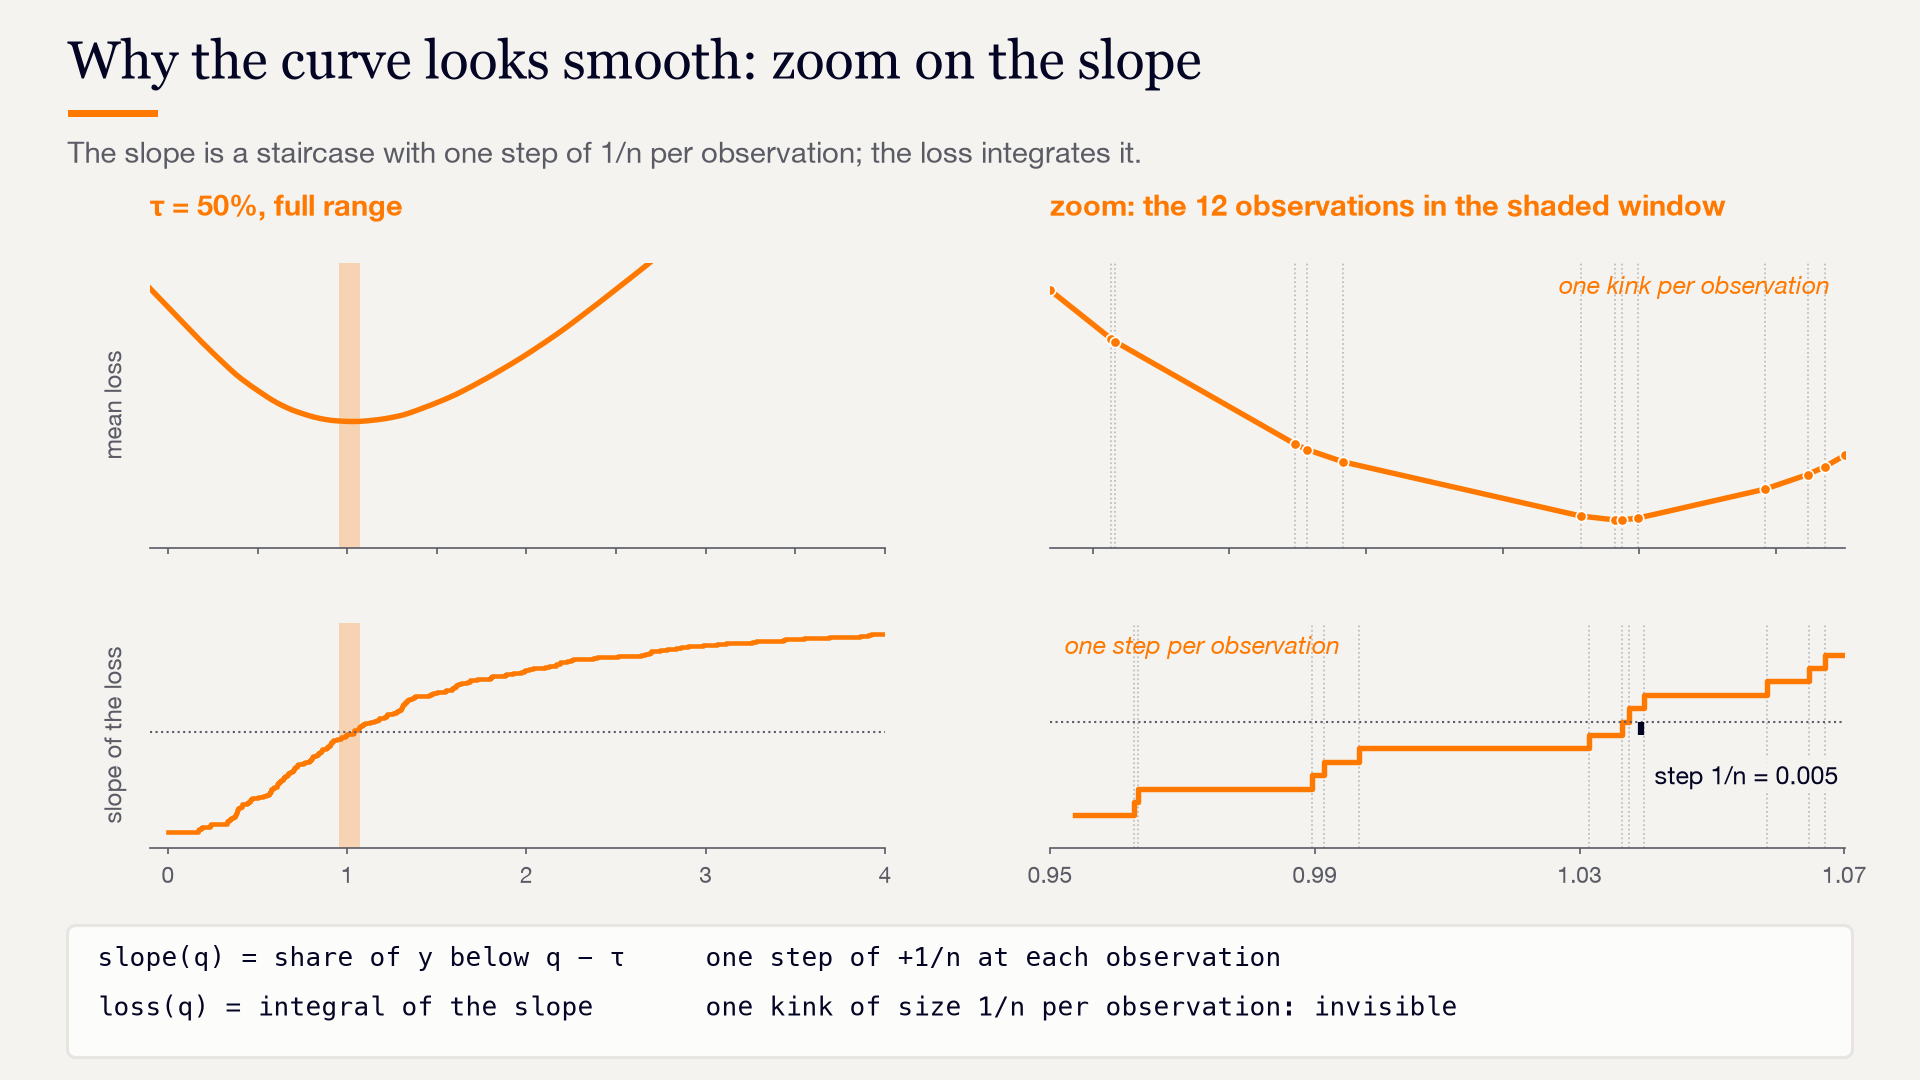 Why the curve looks smooth: zoom on the slope
The slope is a staircase with one step of 1/n per observation; the loss integrates it.
τ = 50%, full range
zoom: the 12 observations in the shaded window
mean loss
one kink per observation
slope of the loss
one step per observation
step 1/n = 0.005
0 1 2 3 4
0.95 0.99 1.03 1.07
slope(q) = share of y below q − τ one step of +1/n at each observation
loss(q) = integral of the slope one kink of size 1/n per observation: invisible